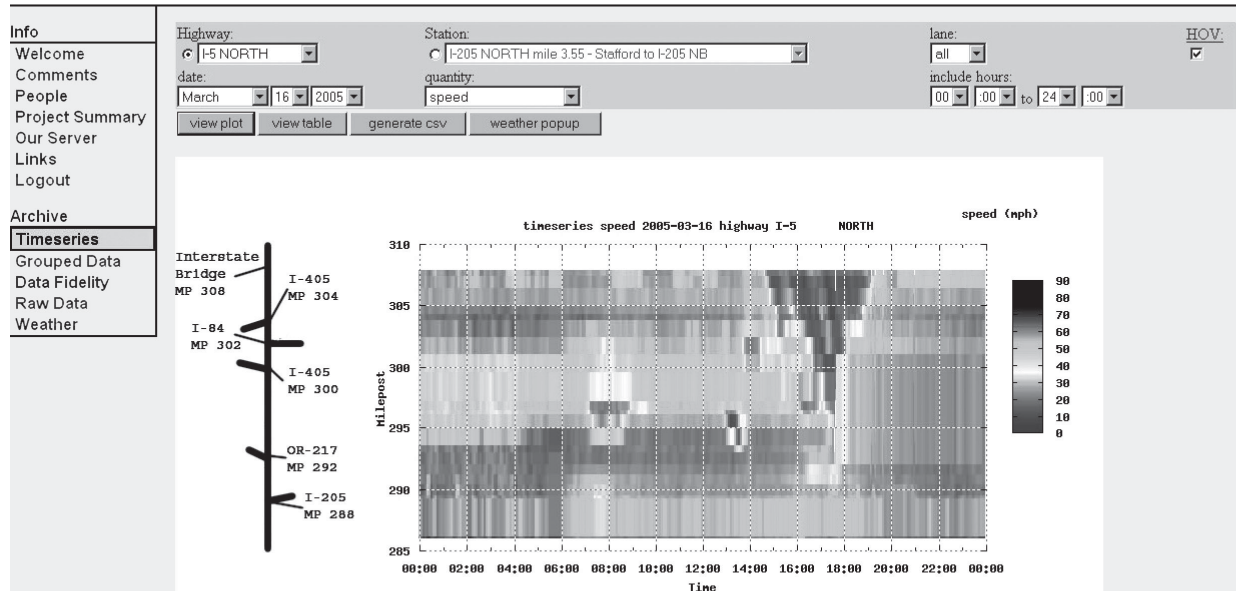 Info
Welcome
Comments
People
Project Summary
Our Server
Links
Logout
Archive
Timeseries
Grouped Data
Data Fidelity
Raw Data
Weather
Highway:
I-5 NORTH
Station:
I-205 NORTH mile 3.55 - Stafford to I-205 NB
lane:
all
HOV:
date:
March 16 2005
quantity:
speed
include hours:
00 :00 to 24 :00
view plot
view table
generate csv
weather popup
Interstate
Bridge
MP 308
I-405
MP 304
I-84
MP 302
I-405
MP 300
OR-217
MP 292
I-205
MP 288
timeseries speed 2005-03-16 highway I-5 NORTH
speed (mph)
Milepost
310
305
300
295
290
285
00:00 02:00 04:00 06:00 08:00 10:00 12:00 14:00 16:00 18:00 20:00 22:00 00:00
Time
90
80
70
60
50
40
30
20
10
0